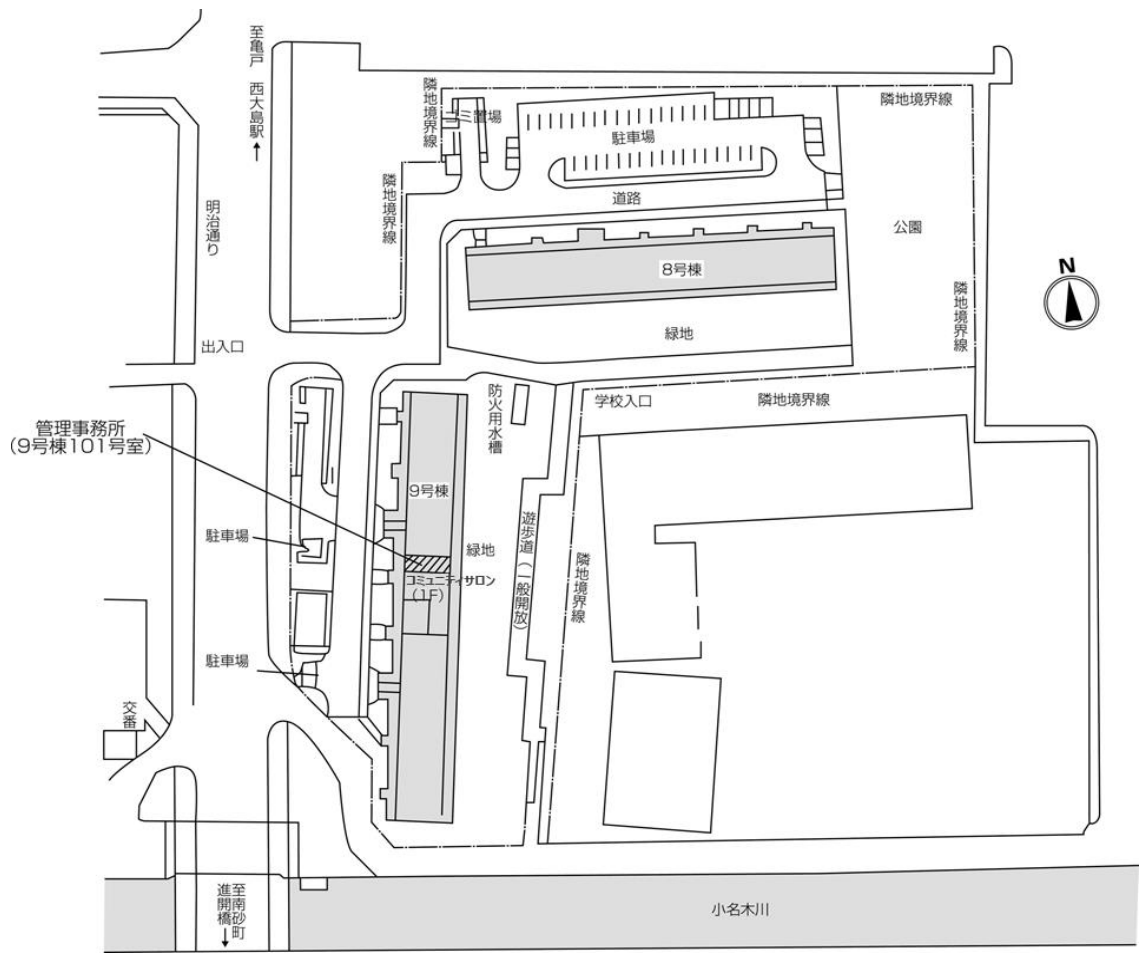 至亀戸 西大島駅
隣地境界線
ゴミ置場
駐車場
隣地境界線
隣地境界線
道路
明治通り
公園
8号棟
N
隣地境界線
緑地
出入口
防火用水槽
学校入口
隣地境界線
管理事務所
(9号棟101号室)
9号棟
遊歩道(一般開放)
駐車場
緑地
コミュニティサロン
(1F)
隣地境界線
駐車場
交番
至南砂町
進開橋
小名木川